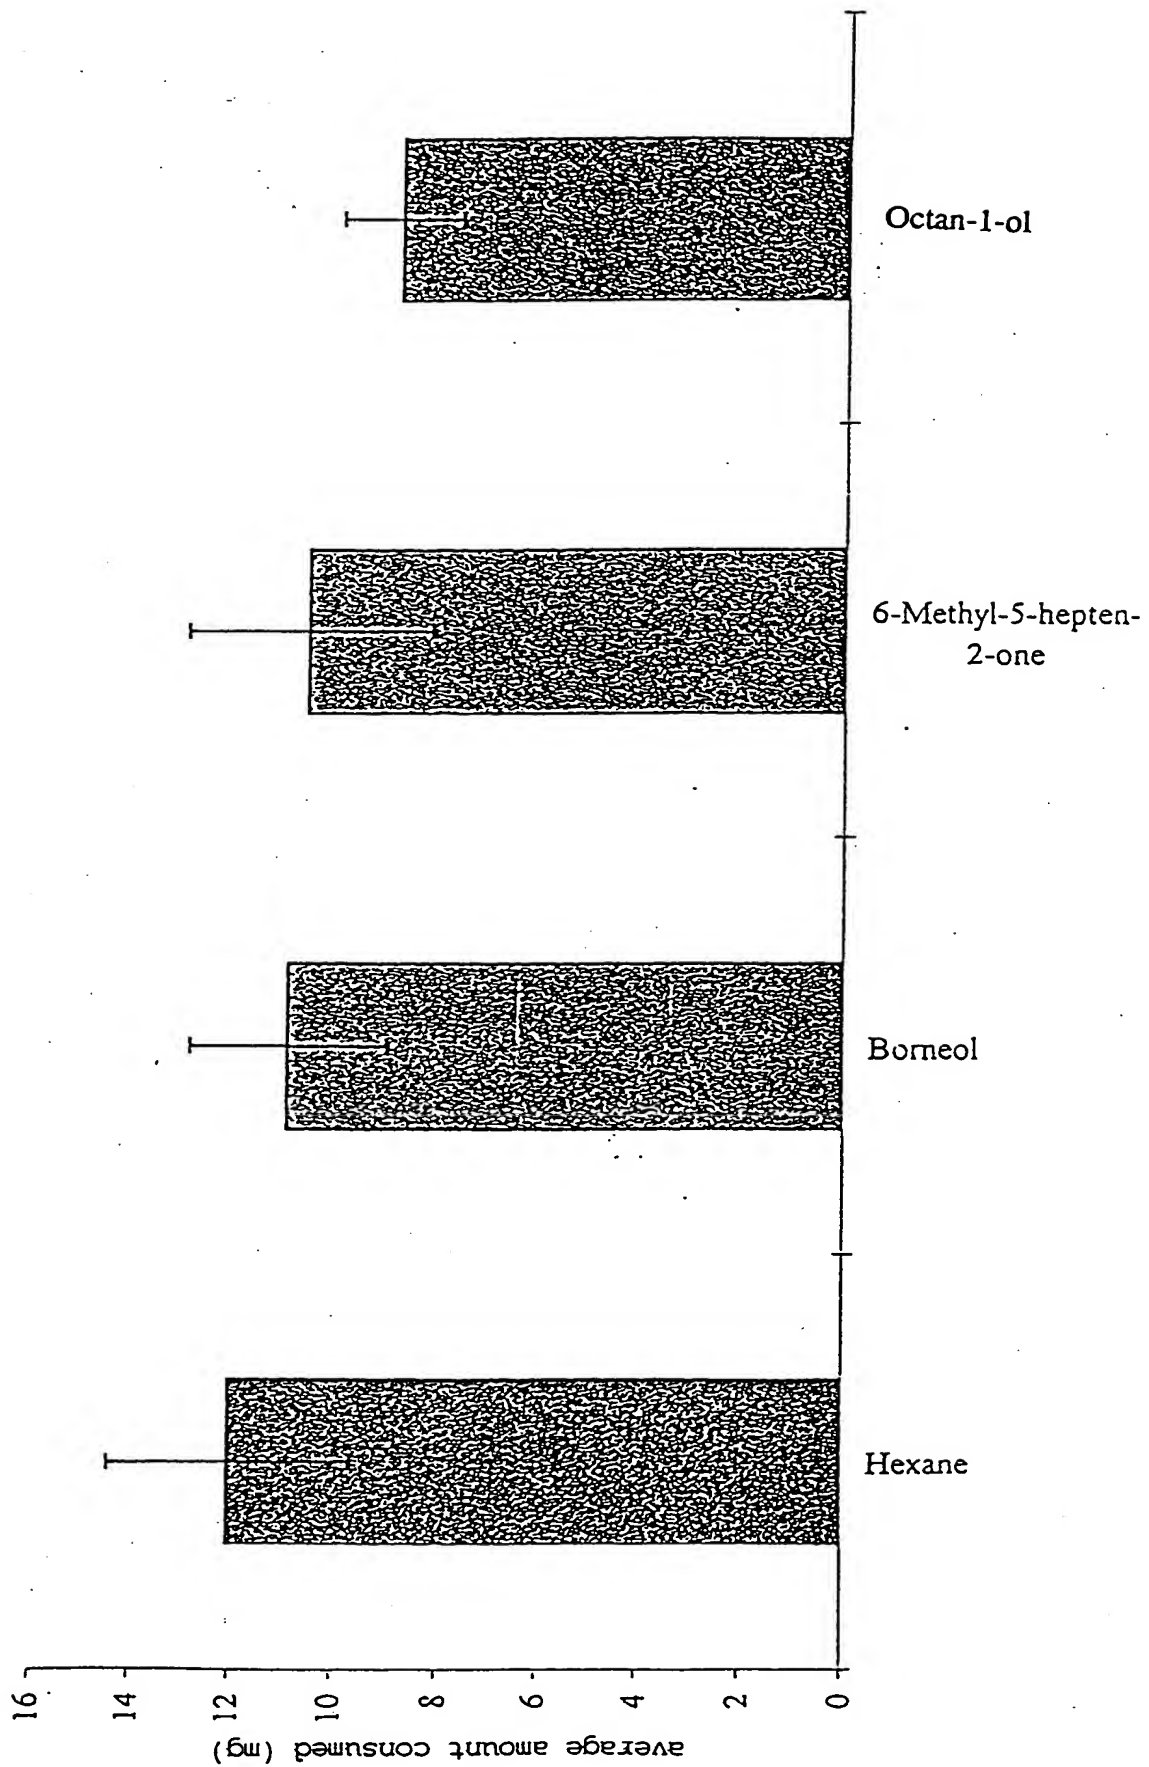 Octan-1-ol
6-Methyl-5-hepten-
2-one
Borneol
Hexane
16
14
12
10
8
6
4
2
0
average amount consumed (mg)